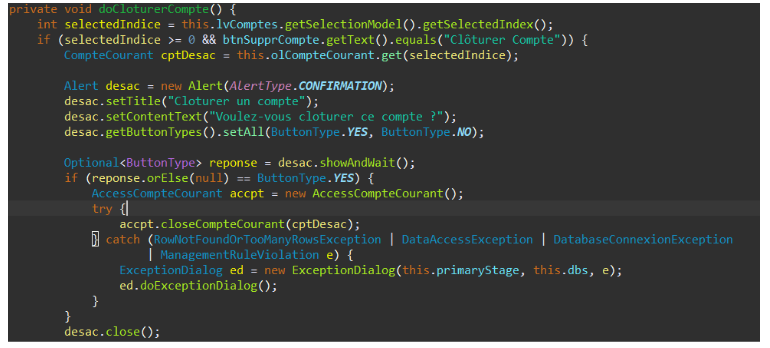 private void doCloturerCompte() {
int selectedIndice = this.lvComptes.getSelectionModel().getSelectedIndex();
if (selectedIndice >= 0 && btnSupprCompte.getText().equals("Clôturer Compte")) {
CompteCourant cptDesac = this.olCompteCourant.get(selectedIndice);
Alert desac = new Alert(AlertType.CONFIRMATION);
desac.setTitle("Cloturer un compte");
desac.setContentText("Voulez-vous cloturer ce compte ?");
desac.getButtonTypes().setAll(ButtonType.YES, ButtonType.NO);
Optional<ButtonType> reponse = desac.showAndWait();
if (reponse.orElse(null) == ButtonType.YES) {
AccessCompteCourant accpt = new AccessCompteCourant();
try {
accpt.closeCompteCourant(cptDesac);
} catch (RowNotFoundOrTooManyRowsException | DataAccessException | DatabaseConnexionException
| ManagementRuleViolation e) {
ExceptionDialog ed = new ExceptionDialog(this.primaryStage, this.dbs, e);
ed.doExceptionDialog();
}
}
desac.close();